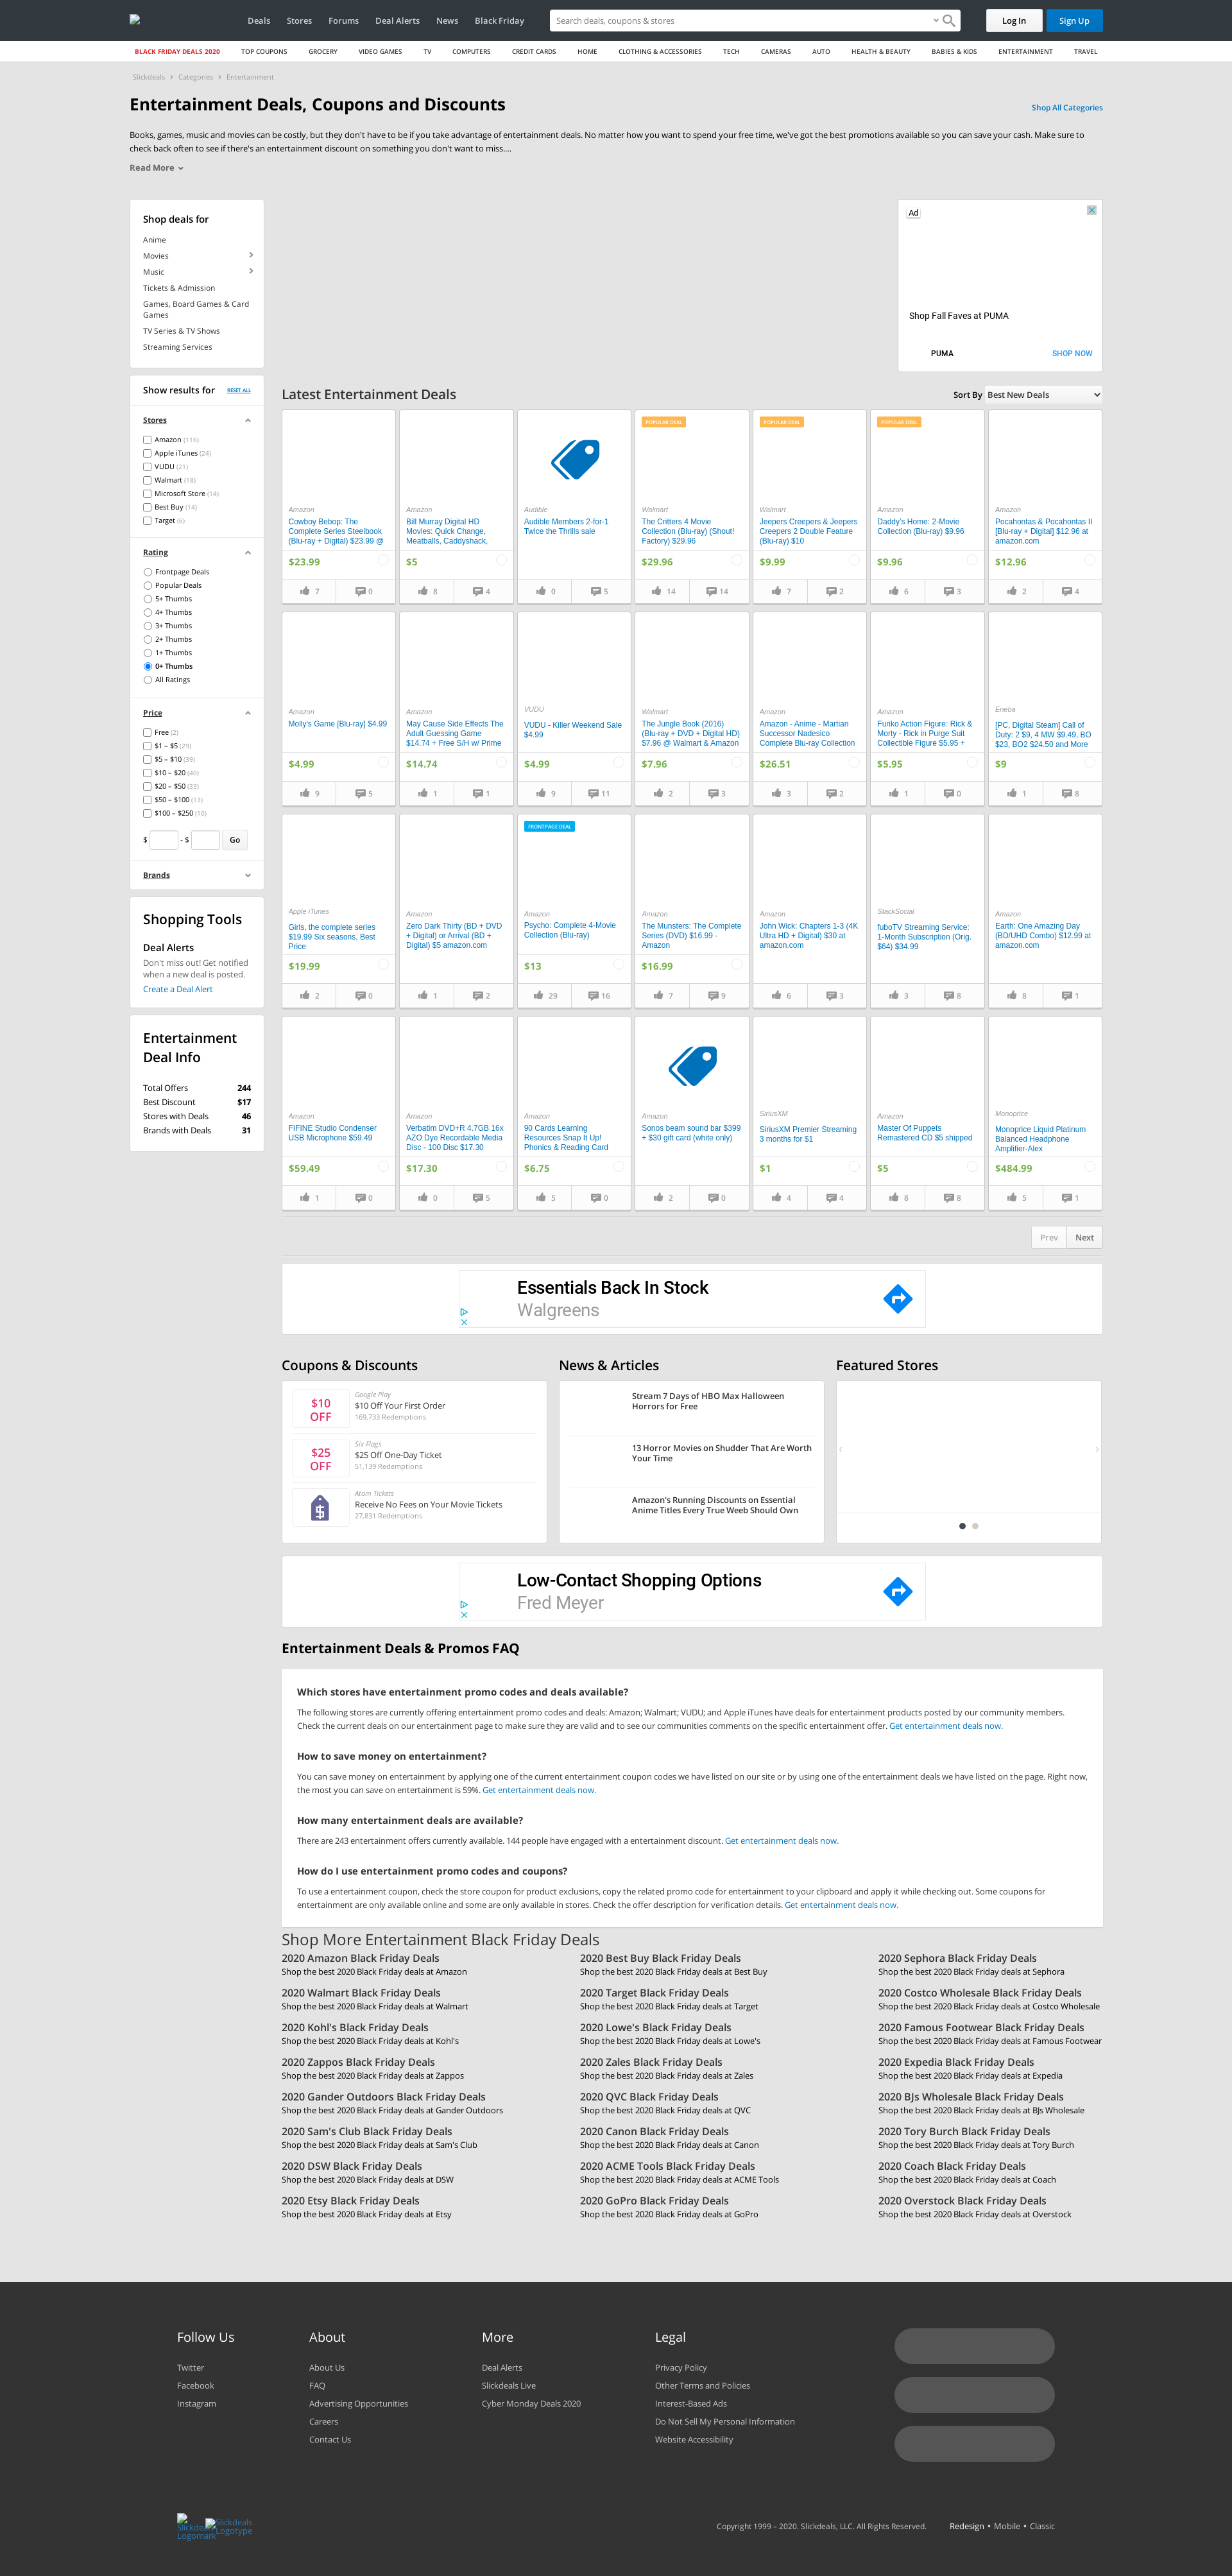 Deals Stores Forums Deal Alerts News Black Friday Search deals, coupons & stores Log In Sign Up
BLACK FRIDAY DEALS 2020 TOP COUPONS GROCERY VIDEO GAMES TV COMPUTERS CREDIT CARDS HOME CLOTHING & ACCESSORIES TECH CAMERAS AUTO HEALTH & BEAUTY BABIES & KIDS ENTERTAINMENT TRAVEL
Slickdeals > Categories > Entertainment
Entertainment Deals, Coupons and Discounts
Shop All Categories
Books, games, music and movies can be costly, but they don't have to be if you take advantage of entertainment deals. No matter how you want to spend your free time, we've got the best promotions available so you can save your cash. Make sure to
check back often to see if there's an entertainment discount on something you don't want to miss....
Read More
Shop deals for
Anime
Movies
Music
Tickets & Admission
Games, Board Games & Card
Games
TV Series & TV Shows
Streaming Services
Ad
Shop Fall Faves at PUMA
PUMA SHOP NOW
Show results for RESET ALL
Stores
Amazon (116)
Apple iTunes (24)
VUDU (21)
Walmart (18)
Microsoft Store (14)
Best Buy (14)
Target (6)
Rating
Frontpage Deals
Popular Deals
5+ Thumbs
4+ Thumbs
3+ Thumbs
2+ Thumbs
1+ Thumbs
0+ Thumbs
All Ratings
Price
Free (2)
$1 – $5 (29)
$5 – $10 (39)
$10 – $20 (40)
$20 – $50 (33)
$50 – $100 (13)
$100 – $250 (10)
$ - $ Go
Brands
Shopping Tools
Deal Alerts
Don't miss out! Get notified
when a new deal is posted.
Create a Deal Alert
Entertainment
Deal Info
Total Offers 244
Best Discount $17
Stores with Deals 46
Brands with Deals 31
Latest Entertainment Deals
Sort By Best New Deals
Amazon
Cowboy Bebop: The
Complete Series Steelbook
(Blu-ray + Digital) $23.99 @
$23.99
7 0
Amazon
Bill Murray Digital HD
Movies: Quick Change,
Meatballs, Caddyshack,
$5
8 4
Audible
Audible Members 2-for-1
Twice the Thrills sale
0 5
POPULAR DEAL
Walmart
The Critters 4 Movie
Collection (Blu-ray) (Shout!
Factory) $29.96
$29.96
14 14
POPULAR DEAL
Walmart
Jeepers Creepers & Jeepers
Creepers 2 Double Feature
(Blu-ray) $10
$9.99
7 2
POPULAR DEAL
Amazon
Daddy's Home: 2-Movie
Collection (Blu-ray) $9.96
$9.96
6 3
Amazon
Pocahontas & Pocahontas II
[Blu-ray + Digital] $12.96 at
amazon.com
$12.96
2 4
Amazon
Molly's Game [Blu-ray] $4.99
$4.99
9 5
Amazon
May Cause Side Effects The
Adult Guessing Game
$14.74 + Free S/H w/ Prime
$14.74
1 1
VUDU
VUDU - Killer Weekend Sale
$4.99
$4.99
9 11
Walmart
The Jungle Book (2016)
(Blu-ray + DVD + Digital HD)
$7.96 @ Walmart & Amazon
$7.96
2 3
Amazon
Amazon - Anime - Martian
Successor Nadesico
Complete Blu-ray Collection
$26.51
3 2
Amazon
Funko Action Figure: Rick &
Morty - Rick in Purge Suit
Collectible Figure $5.95 +
$5.95
1 0
Eneba
[PC, Digital Steam] Call of
Duty: 2 $9, 4 MW $9.49, BO
$23, BO2 $24.50 and More
$9
1 8
Apple iTunes
Girls, the complete series
$19.99 Six seasons, Best
Price
$19.99
2 0
Amazon
Zero Dark Thirty (BD + DVD
+ Digital) or Arrival (BD +
Digital) $5 amazon.com
1 2
FRONTPAGE DEAL
Amazon
Psycho: Complete 4-Movie
Collection (Blu-ray)
$13
29 16
Amazon
The Munsters: The Complete
Series (DVD) $16.99 -
Amazon
$16.99
7 9
Amazon
John Wick: Chapters 1-3 (4K
Ultra HD + Digital) $30 at
amazon.com
6 3
StackSocial
fuboTV Streaming Service:
1-Month Subscription (Orig.
$64) $34.99
3 8
Amazon
Earth: One Amazing Day
(BD/UHD Combo) $12.99 at
amazon.com
8 1
Amazon
FIFINE Studio Condenser
USB Microphone $59.49
$59.49
1 0
Amazon
Verbatim DVD+R 4.7GB 16x
AZO Dye Recordable Media
Disc - 100 Disc $17.30
$17.30
0 5
Amazon
90 Cards Learning
Resources Snap It Up!
Phonics & Reading Card
$6.75
5 0
Amazon
Sonos beam sound bar $399
+ $30 gift card (white only)
2 0
SiriusXM
SiriusXM Premier Streaming
3 months for $1
$1
4 4
Amazon
Master Of Puppets
Remastered CD $5 shipped
$5
8 8
Monoprice
Monoprice Liquid Platinum
Balanced Headphone
Amplifier-Alex
$484.99
5 1
Prev Next
Essentials Back In Stock
Walgreens
Coupons & Discounts
$10
OFF
Google Play
$10 Off Your First Order
169,733 Redemptions
$25
OFF
Six Flags
$25 Off One-Day Ticket
51,139 Redemptions
Atom Tickets
Receive No Fees on Your Movie Tickets
27,831 Redemptions
News & Articles
Stream 7 Days of HBO Max Halloween
Horrors for Free
13 Horror Movies on Shudder That Are Worth
Your Time
Amazon's Running Discounts on Essential
Anime Titles Every True Weeb Should Own
Featured Stores
Low-Contact Shopping Options
Fred Meyer
Entertainment Deals & Promos FAQ
Which stores have entertainment promo codes and deals available?
The following stores are currently offering entertainment promo codes and deals: Amazon; Walmart; VUDU; and Apple iTunes have deals for entertainment products posted by our community members.
Check the current deals on our entertainment page to make sure they are valid and to see our communities comments on the specific entertainment offer. Get entertainment deals now.
How to save money on entertainment?
You can save money on entertainment by applying one of the current entertainment coupon codes we have listed on our site or by using one of the entertainment deals we have listed on the page. Right now,
the most you can save on entertainment is 59%. Get entertainment deals now.
How many entertainment deals are available?
There are 243 entertainment offers currently available. 144 people have engaged with a entertainment discount. Get entertainment deals now.
How do I use entertainment promo codes and coupons?
To use a entertainment coupon, check the store coupon for product exclusions, copy the related promo code for entertainment to your clipboard and apply it while checking out. Some coupons for
entertainment are only available online and some are only available in stores. Check the offer description for verification details. Get entertainment deals now.
Shop More Entertainment Black Friday Deals
2020 Amazon Black Friday Deals
Shop the best 2020 Black Friday deals at Amazon
2020 Best Buy Black Friday Deals
Shop the best 2020 Black Friday deals at Best Buy
2020 Sephora Black Friday Deals
Shop the best 2020 Black Friday deals at Sephora
2020 Walmart Black Friday Deals
Shop the best 2020 Black Friday deals at Walmart
2020 Target Black Friday Deals
Shop the best 2020 Black Friday deals at Target
2020 Costco Wholesale Black Friday Deals
Shop the best 2020 Black Friday deals at Costco Wholesale
2020 Kohl's Black Friday Deals
Shop the best 2020 Black Friday deals at Kohl's
2020 Lowe's Black Friday Deals
Shop the best 2020 Black Friday deals at Lowe's
2020 Famous Footwear Black Friday Deals
Shop the best 2020 Black Friday deals at Famous Footwear
2020 Zappos Black Friday Deals
Shop the best 2020 Black Friday deals at Zappos
2020 Zales Black Friday Deals
Shop the best 2020 Black Friday deals at Zales
2020 Expedia Black Friday Deals
Shop the best 2020 Black Friday deals at Expedia
2020 Gander Outdoors Black Friday Deals
Shop the best 2020 Black Friday deals at Gander Outdoors
2020 QVC Black Friday Deals
Shop the best 2020 Black Friday deals at QVC
2020 BJs Wholesale Black Friday Deals
Shop the best 2020 Black Friday deals at BJs Wholesale
2020 Sam's Club Black Friday Deals
Shop the best 2020 Black Friday deals at Sam's Club
2020 Canon Black Friday Deals
Shop the best 2020 Black Friday deals at Canon
2020 Tory Burch Black Friday Deals
Shop the best 2020 Black Friday deals at Tory Burch
2020 DSW Black Friday Deals
Shop the best 2020 Black Friday deals at DSW
2020 ACME Tools Black Friday Deals
Shop the best 2020 Black Friday deals at ACME Tools
2020 Coach Black Friday Deals
Shop the best 2020 Black Friday deals at Coach
2020 Etsy Black Friday Deals
Shop the best 2020 Black Friday deals at Etsy
2020 GoPro Black Friday Deals
Shop the best 2020 Black Friday deals at GoPro
2020 Overstock Black Friday Deals
Shop the best 2020 Black Friday deals at Overstock
Follow Us
Twitter
Facebook
Instagram
About
About Us
FAQ
Advertising Opportunities
Careers
Contact Us
More
Deal Alerts
Slickdeals Live
Cyber Monday Deals 2020
Legal
Privacy Policy
Other Terms and Policies
Interest-Based Ads
Do Not Sell My Personal Information
Website Accessibility
Slickdeals
Logomark
Slickdeals
Logotype
Copyright 1999 – 2020. Slickdeals, LLC. All Rights Reserved. Redesign • Mobile • Classic